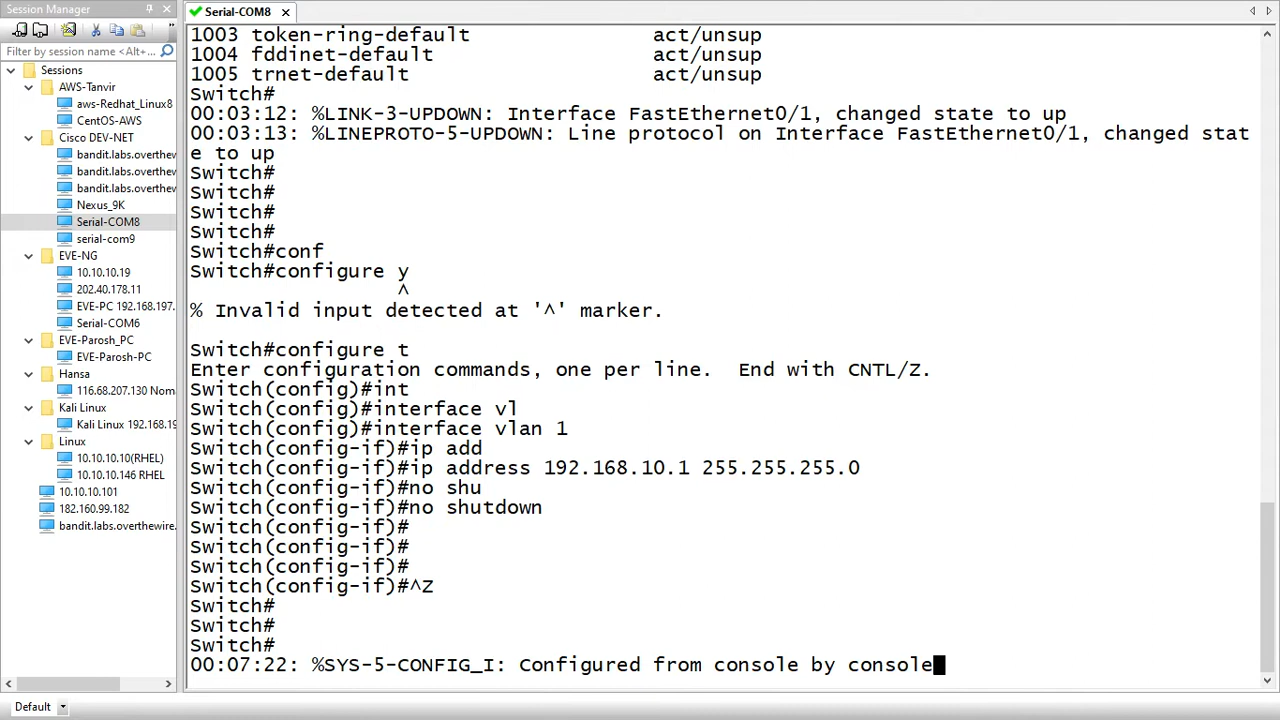 Session Manager
Serial-COM8
Filter by session name <Alt+...
Sessions
AWS-Tanvir
aws-Redhat_Linux8
CentOS-AWS
Cisco DEV-NET
bandit.labs.overthew
bandit.labs.overthew
bandit.labs.overthew
Nexus_9K
Serial-COM8
serial-com9
EVE-NG
10.10.10.19
202.40.178.11
EVE-PC 192.168.197.
Serial-COM6
EVE-Parosh_PC
EVE-Parosh-PC
Hansa
116.68.207.130 Nom
Kali Linux
Kali Linux 192.168.19
Linux
10.10.10.10(RHEL)
10.10.10.146 RHEL
10.10.10.101
182.160.99.182
bandit.labs.overthewire.
1003 token-ring-default act/unsup
1004 fddinet-default act/unsup
1005 trnet-default act/unsup
Switch#
00:03:12: %LINK-3-UPDOWN: Interface FastEthernet0/1, changed state to up
00:03:13: %LINEPROTO-5-UPDOWN: Line protocol on Interface FastEthernet0/1, changed stat
e to up
Switch#
Switch#
Switch#
Switch#
Switch#conf
Switch#configure y
^
% Invalid input detected at '^' marker.
Switch#configure t
Enter configuration commands, one per line. End with CNTL/Z.
Switch(config)#int
Switch(config)#interface vl
Switch(config)#interface vlan 1
Switch(config-if)#ip add
Switch(config-if)#ip address 192.168.10.1 255.255.255.0
Switch(config-if)#no shu
Switch(config-if)#no shutdown
Switch(config-if)#
Switch(config-if)#
Switch(config-if)#
Switch(config-if)#^Z
Switch#
Switch#
Switch#
00:07:22: %SYS-5-CONFIG_I: Configured from console by console
Default